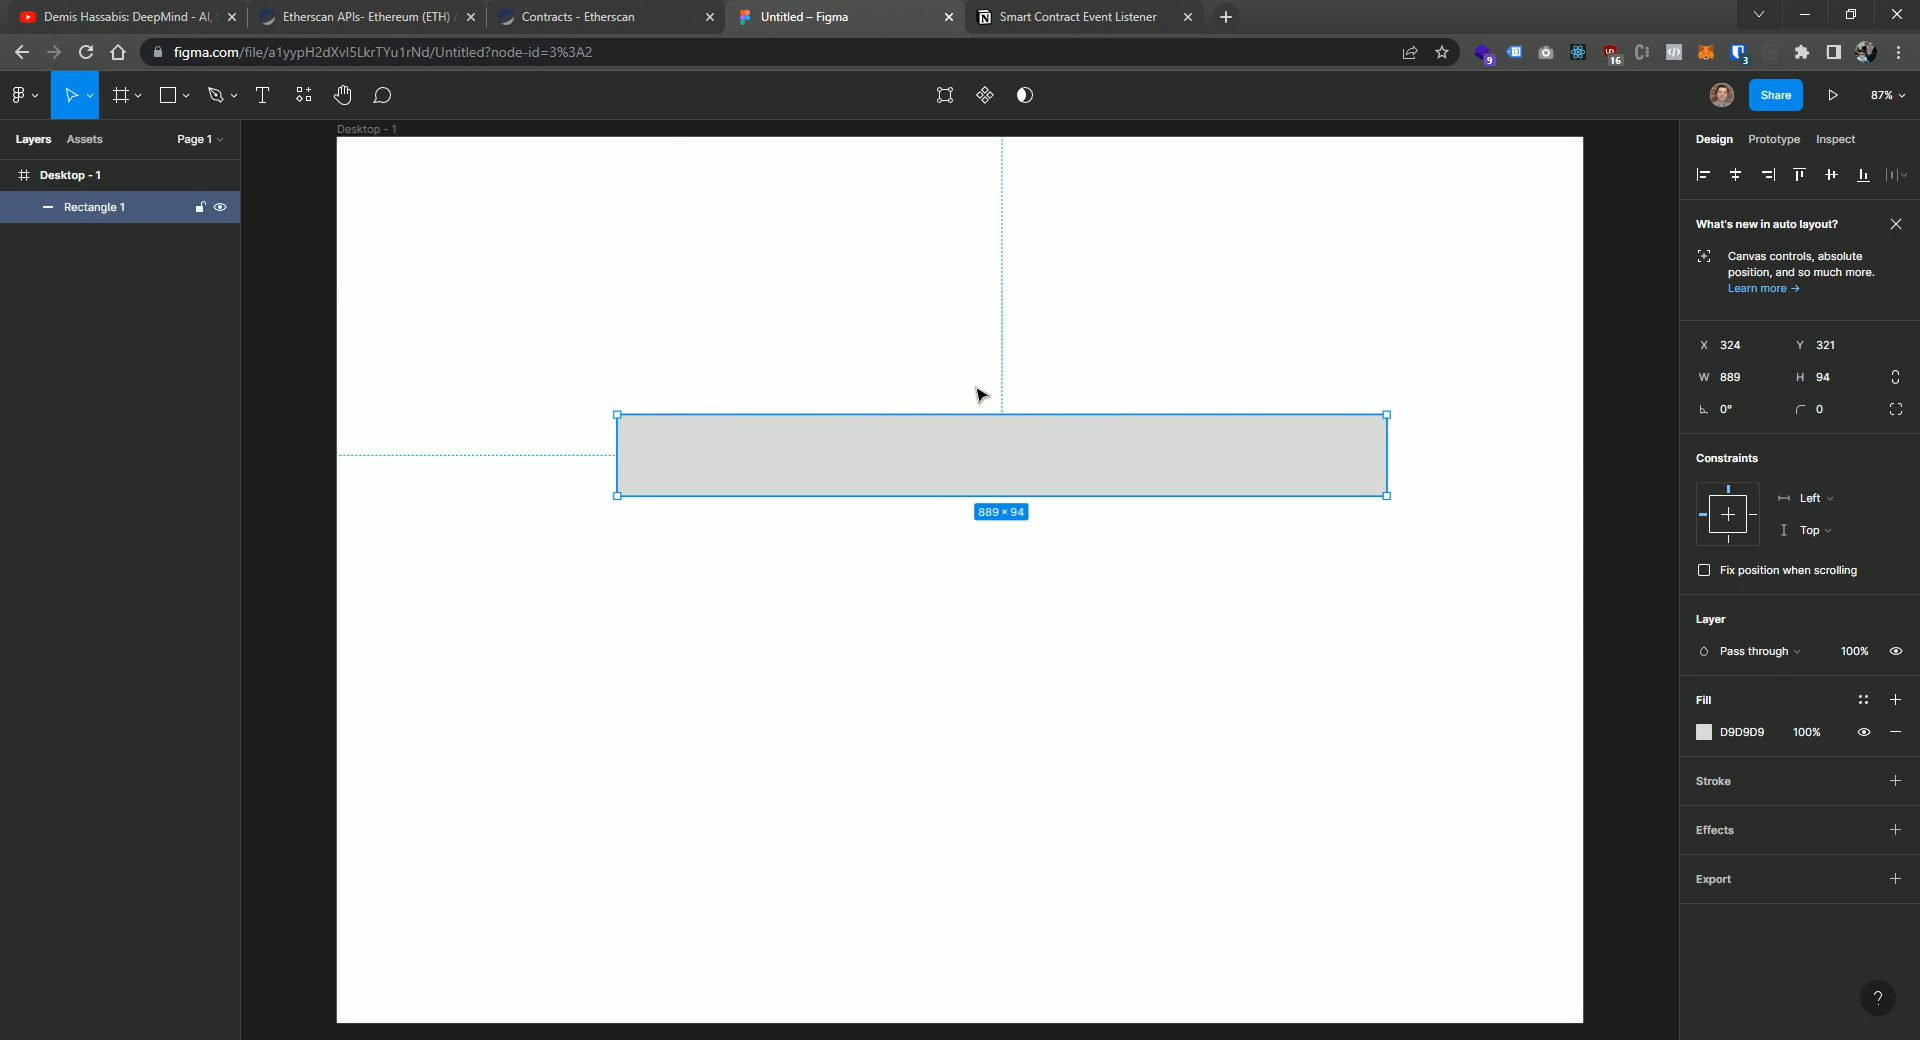 Demis Hassabis: DeepMind - AI,
Etherscan APIs- Ethereum (ETH)
Contracts - Etherscan
Untitled – Figma
Smart Contract Event Listener
figma.com/file/a1yypH2dXvl5LkrTYu1rNd/Untitled?node-id=3%3A2
9
16
3
Share
87%
Layers
Assets
Page 1
Desktop - 1
Rectangle 1
Desktop - 1
889 × 94
Design
Prototype
Inspect
What's new in auto layout?
Canvas controls, absolute
position, and so much more.
Learn more →
X 324 Y 321
W 889 H 94
0° 0
Constraints
Left
Top
Fix position when scrolling
Layer
Pass through 100%
Fill
D9D9D9 100%
Stroke
Effects
Export
?